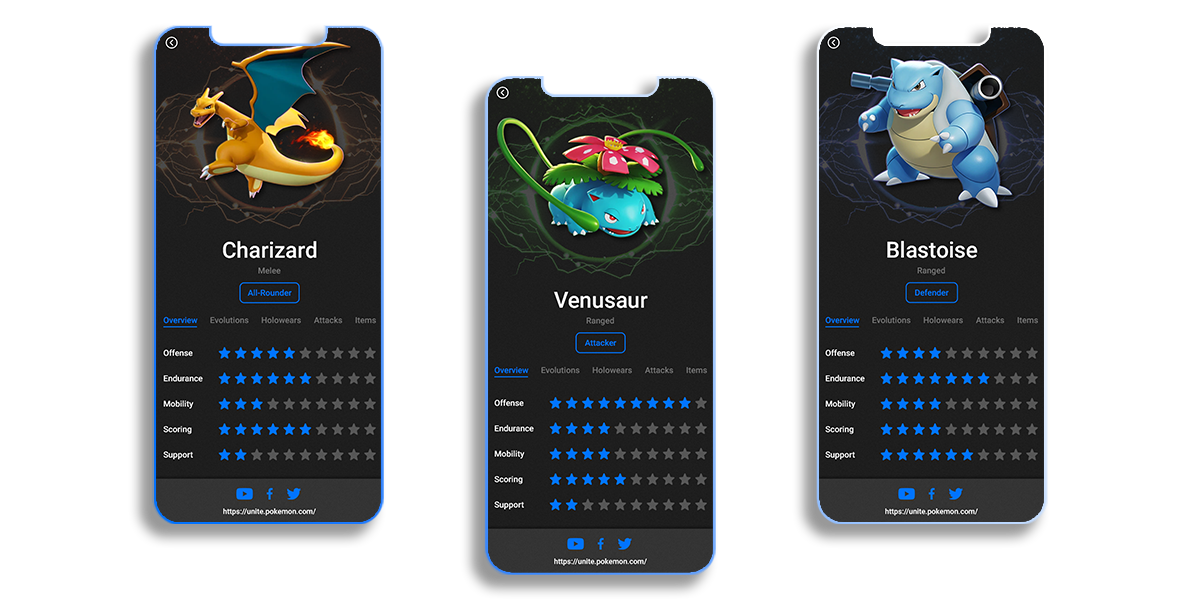 Charizard
Melee
All-Rounder
Overview Evolutions Holowears Attacks Items
Offense
Endurance
Mobility
Scoring
Support
https://unite.pokemon.com/
Venusaur
Ranged
Attacker
Overview Evolutions Holowears Attacks Items
Offense
Endurance
Mobility
Scoring
Support
https://unite.pokemon.com/
Blastoise
Ranged
Defender
Overview Evolutions Holowears Attacks Items
Offense
Endurance
Mobility
Scoring
Support
https://unite.pokemon.com/